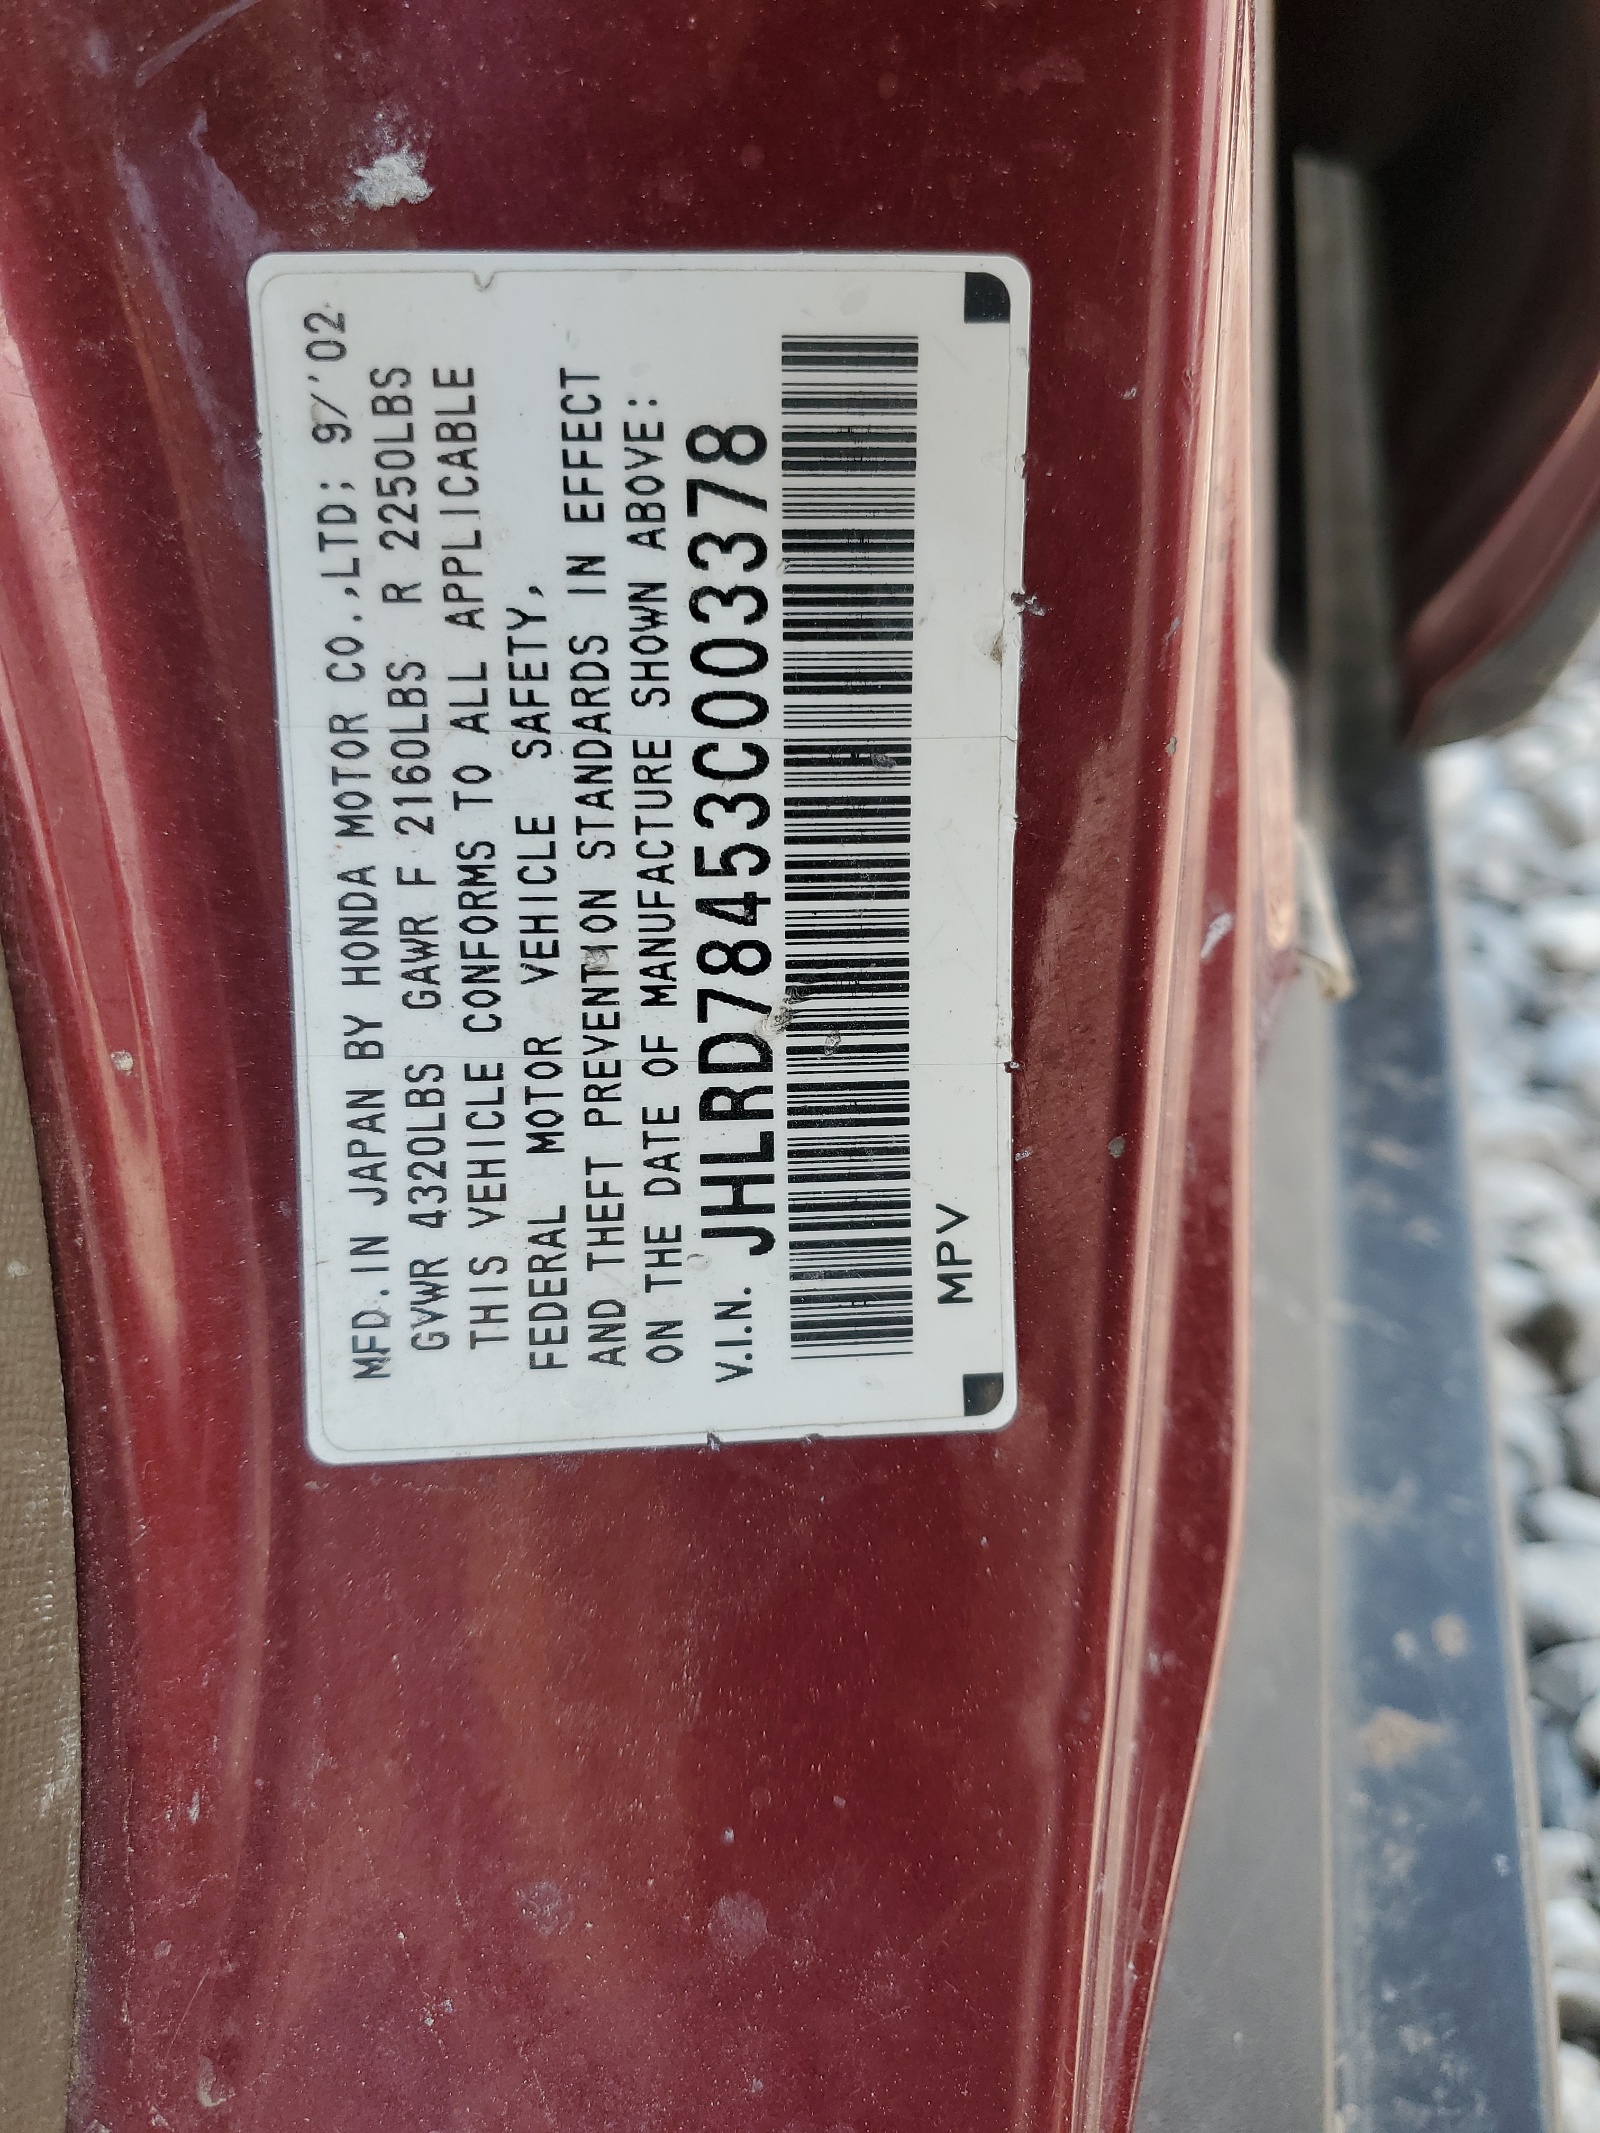 MFD. IN JAPAN BY HONDA MOTOR CO.,LTD; 9/'02
GVWR 4320LBS GAWR F 2160LBS R 2250LBS
THIS VEHICLE CONFORMS TO ALL APPLICABLE
FEDERAL MOTOR VEHICLE SAFETY,
AND THEFT PREVENTION STANDARDS IN EFFECT
ON THE DATE OF MANUFACTURE SHOWN ABOVE:
V.I.N. JHLRD78453C003378
MPV